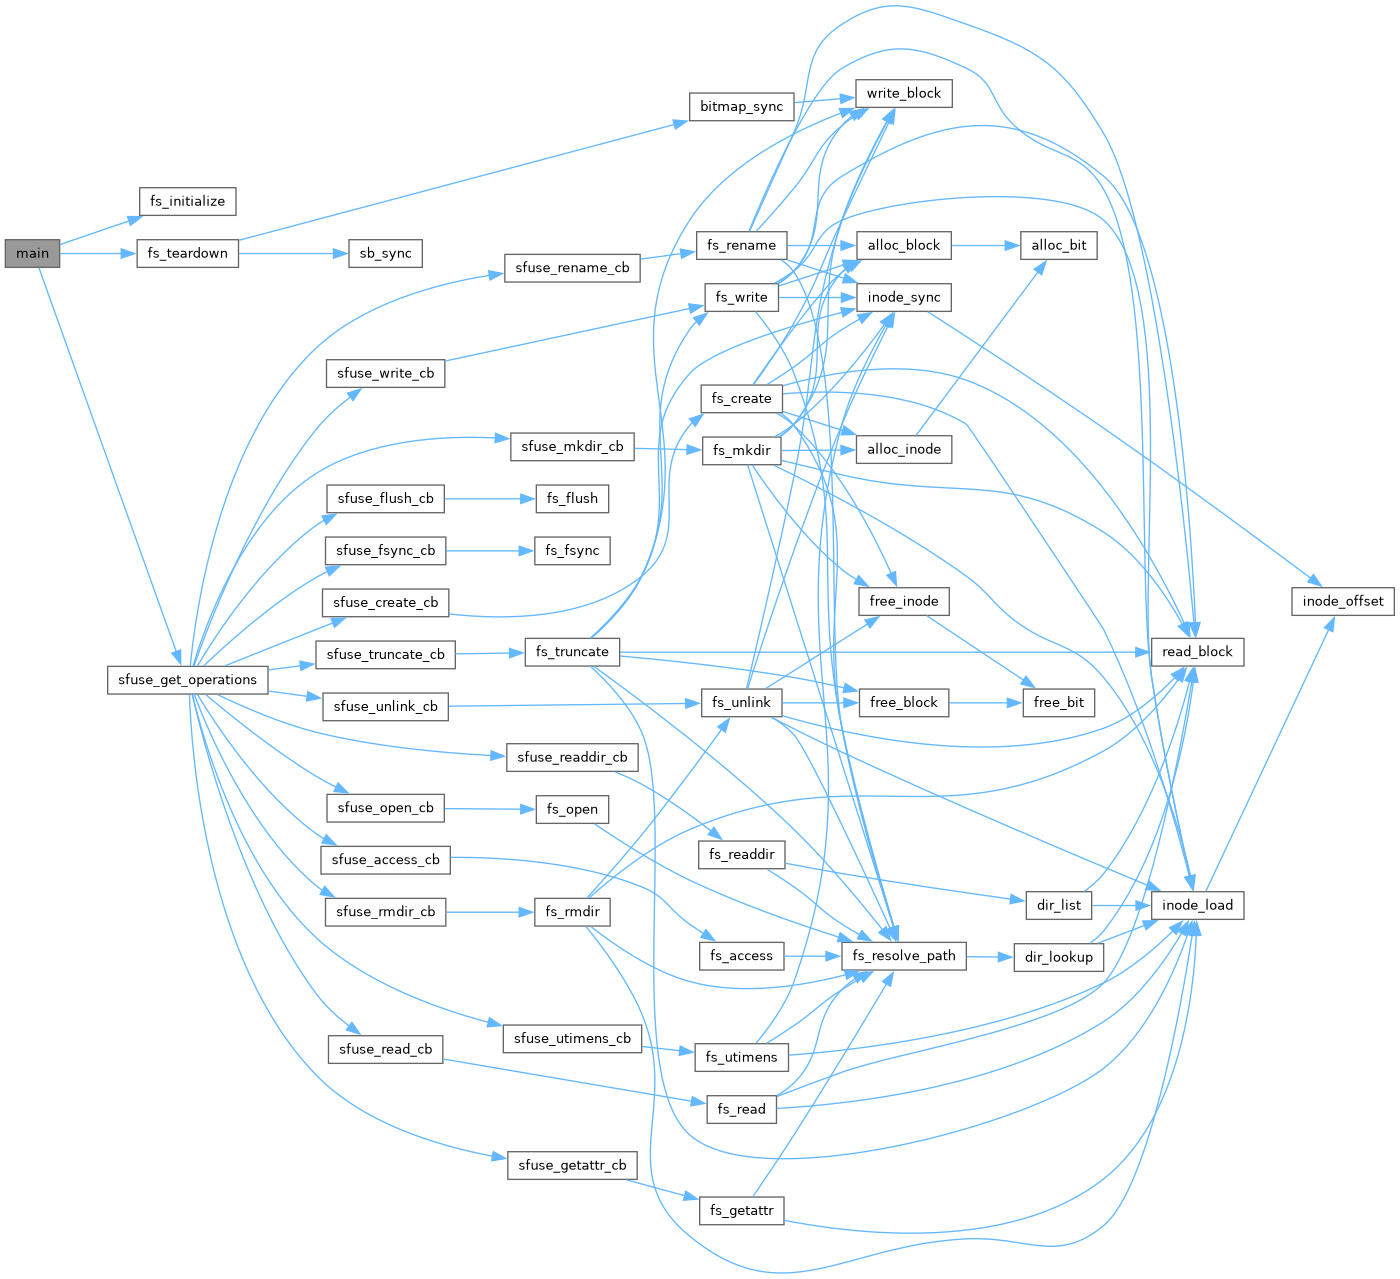 main
fs_initialize
fs_teardown
sfuse_get_operations
bitmap_sync
sb_sync
sfuse_rename_cb
sfuse_write_cb
sfuse_mkdir_cb
sfuse_flush_cb
sfuse_fsync_cb
sfuse_create_cb
sfuse_truncate_cb
sfuse_unlink_cb
sfuse_readdir_cb
sfuse_open_cb
sfuse_access_cb
sfuse_rmdir_cb
sfuse_utimens_cb
sfuse_read_cb
sfuse_getattr_cb
fs_flush
fs_fsync
fs_truncate
fs_open
fs_rmdir
fs_rename
fs_write
fs_create
fs_mkdir
fs_unlink
fs_readdir
fs_access
fs_utimens
fs_read
fs_getattr
write_block
alloc_block
inode_sync
alloc_inode
free_inode
free_block
fs_resolve_path
alloc_bit
free_bit
dir_list
dir_lookup
read_block
inode_load
inode_offset